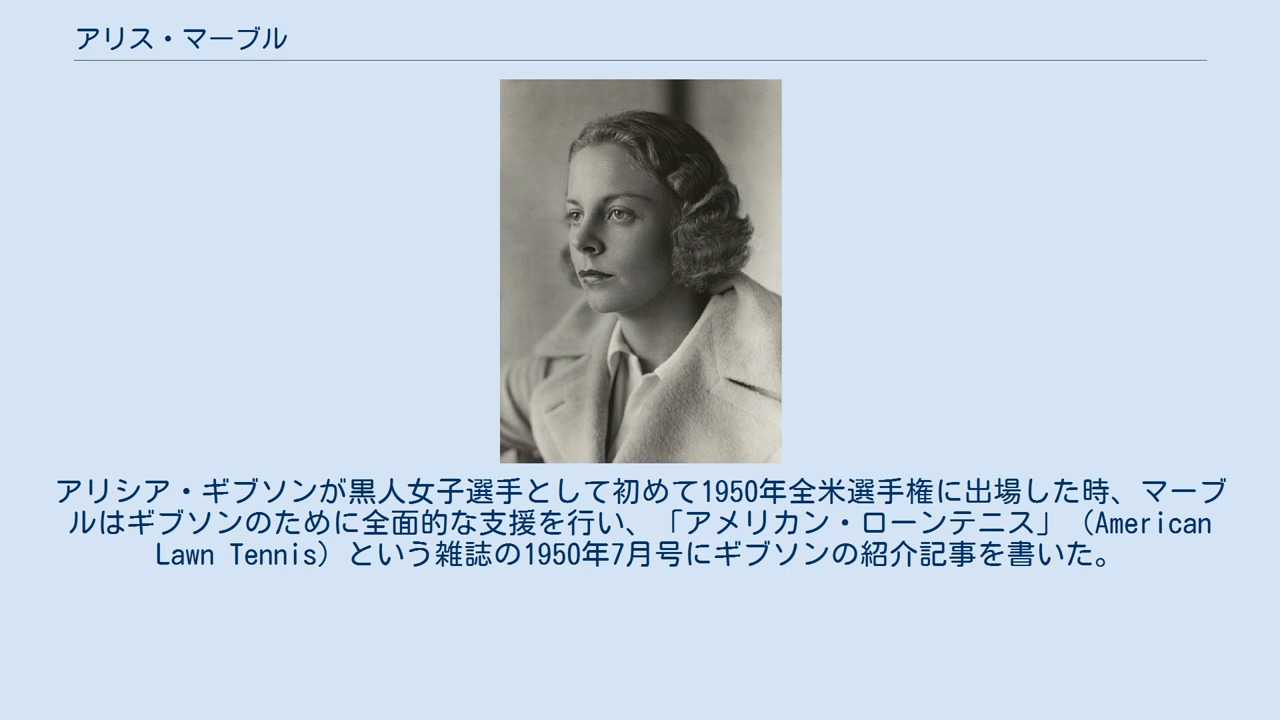 アリス・マーブル
アリシア・ギブソンが黒人女子選手として初めて1950年全米選手権に出場した時、マーブ
ルはギブソンのために全面的な支援を行い、「アメリカン・ローンテニス」（American
Lawn Tennis）という雑誌の1950年7月号にギブソンの紹介記事を書いた。